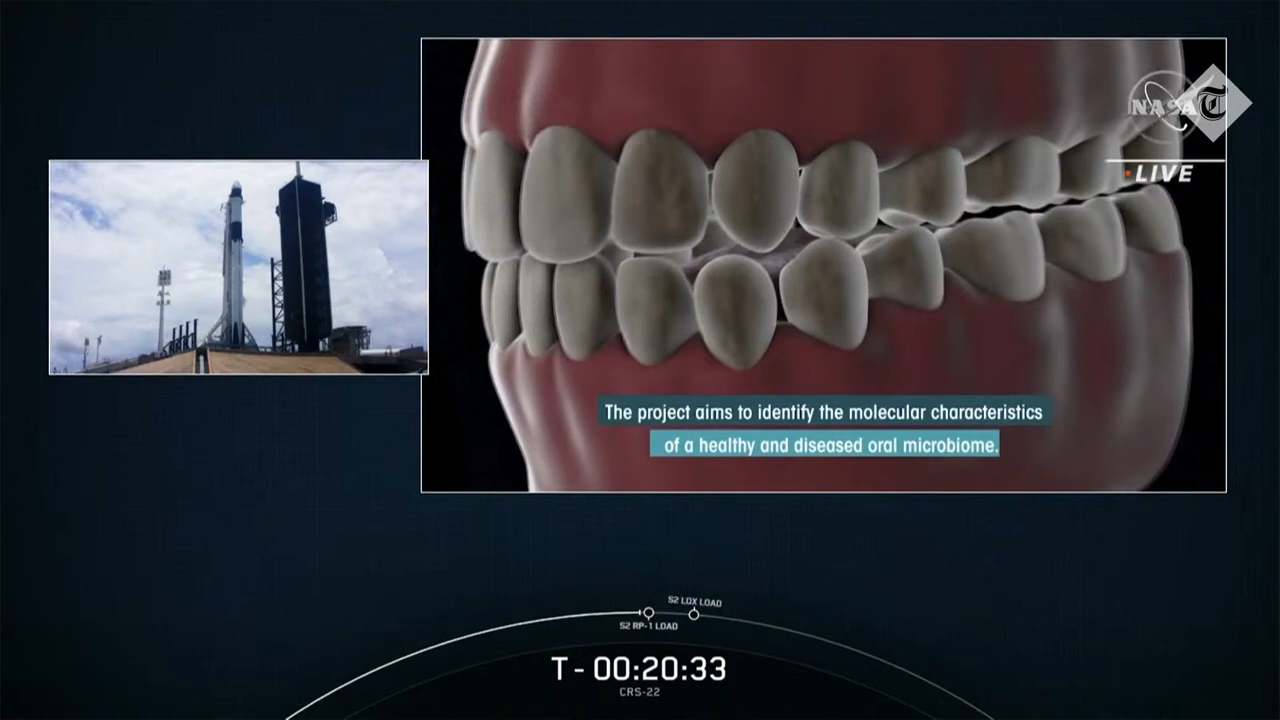 NASA
T
LIVE
The project aims to identify the molecular characteristics
of a healthy and diseased oral microbiome.
S2 LOX LOAD
S2 RP-1 LOAD
T- 00:20:33
CRS-22